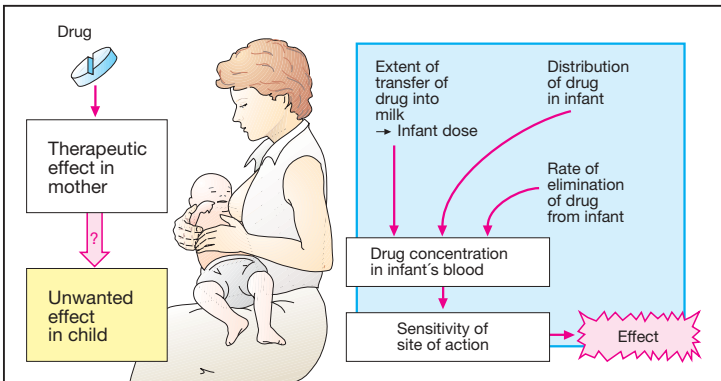 Drug
Therapeutic
effect in
mother
?
Unwanted
effect
in child
Extent of
transfer of
drug into
milk
→ Infant dose
Distribution
of drug
in infant
Rate of
elimination
of drug
from infant
Drug concentration
in infant´s blood
Sensitivity of
site of action
Effect